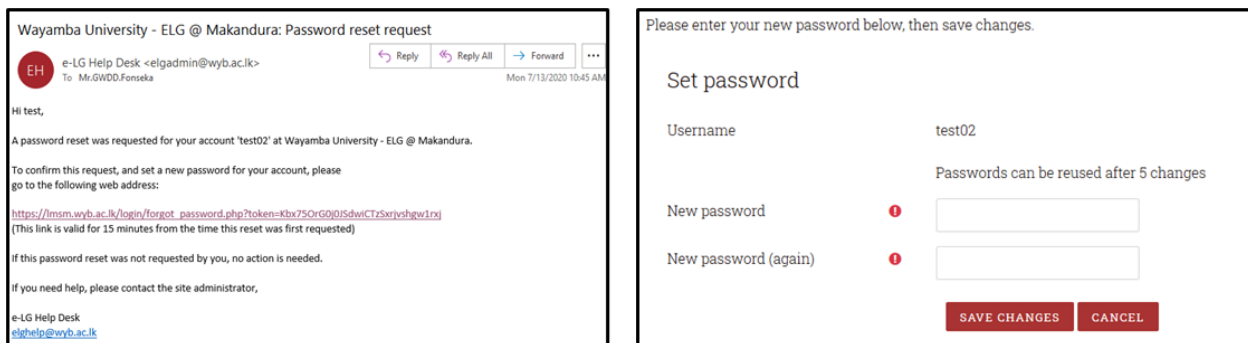 Wayamba University - ELG @ Makandura: Password reset request
EH
e-LG Help Desk <elgadmin@wyb.ac.lk>
To Mr.GWDD.Fonseka
Reply
Reply All
Forward
Mon 7/13/2020 10:45 AM
Hi test,
A password reset was requested for your account 'test02' at Wayamba University - ELG @ Makandura.
To confirm this request, and set a new password for your account, please
go to the following web address:
https://lmsm.wyb.ac.lk/login/forgot_password.php?token=Kbx75OrG0j0JSdwiCTzSxrjvshgw1rxj
(This link is valid for 15 minutes from the time this reset was first requested)
If this password reset was not requested by you, no action is needed.
If you need help, please contact the site administrator,
e-LG Help Desk
elghelp@wyb.ac.lk
Please enter your new password below, then save changes.
Set password
Username test02
Passwords can be reused after 5 changes
New password
New password (again)
SAVE CHANGES CANCEL